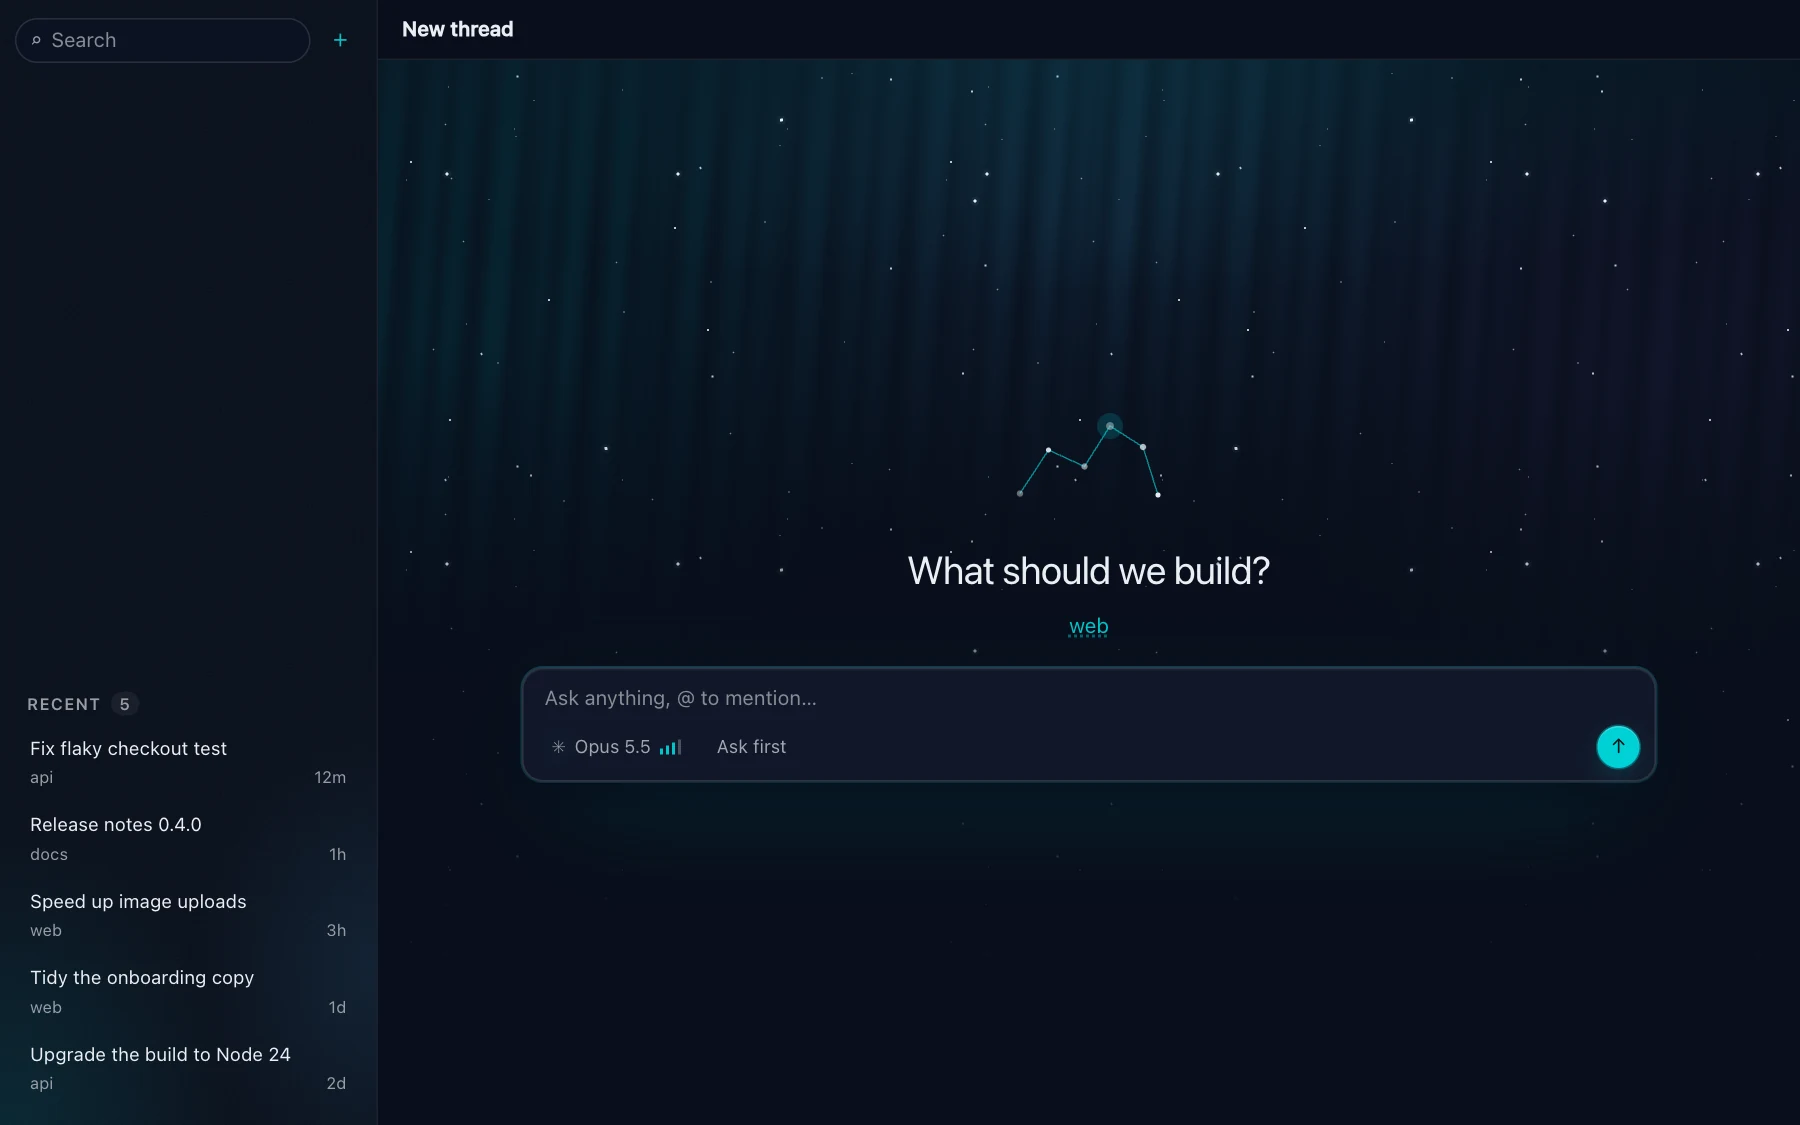 Search
+
New thread
What should we build?
web
Ask anything, @ to mention...
Opus 5.5
Ask first
RECENT 5
Fix flaky checkout test
api 12m
Release notes 0.4.0
docs 1h
Speed up image uploads
web 3h
Tidy the onboarding copy
web 1d
Upgrade the build to Node 24
api 2d